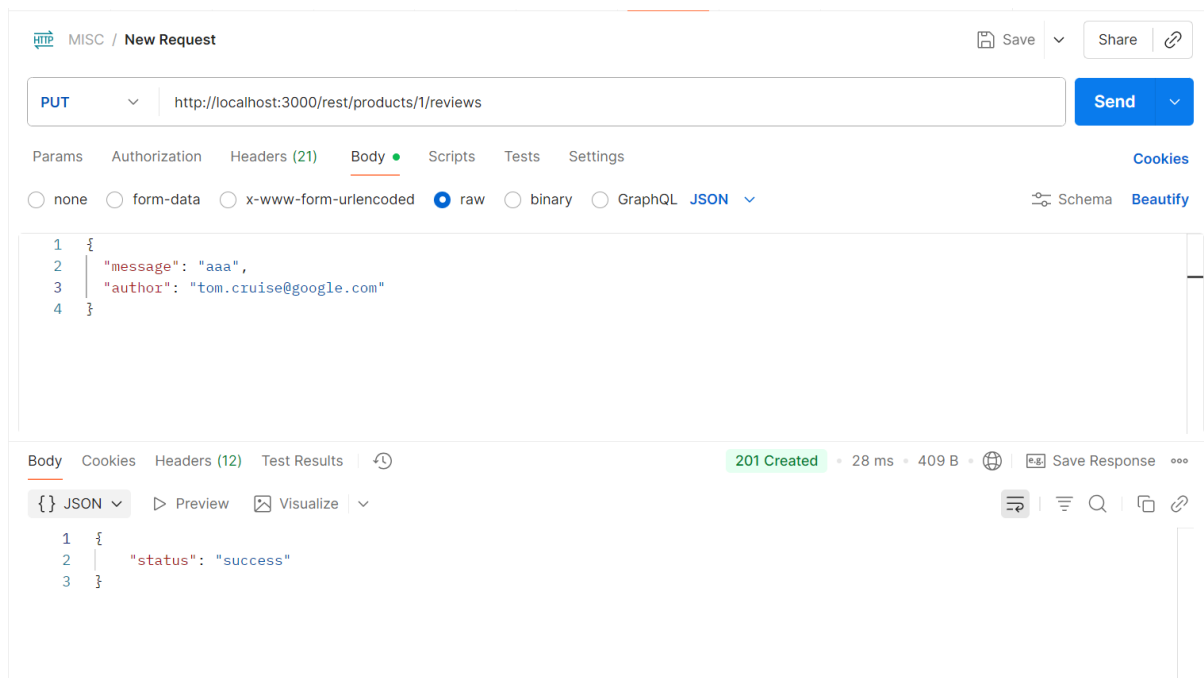 HTTP MISC / New Request Save Share
PUT http://localhost:3000/rest/products/1/reviews Send
Params Authorization Headers (21) Body Scripts Tests Settings Cookies
none form-data x-www-form-urlencoded raw binary GraphQL JSON Schema Beautify
1 {
2 "message": "aaa",
3 "author": "tom.cruise@google.com"
4 }
Body Cookies Headers (12) Test Results 201 Created 28 ms 409 B e.g. Save Response
{} JSON Preview Visualize
1 {
2 "status": "success"
3 }